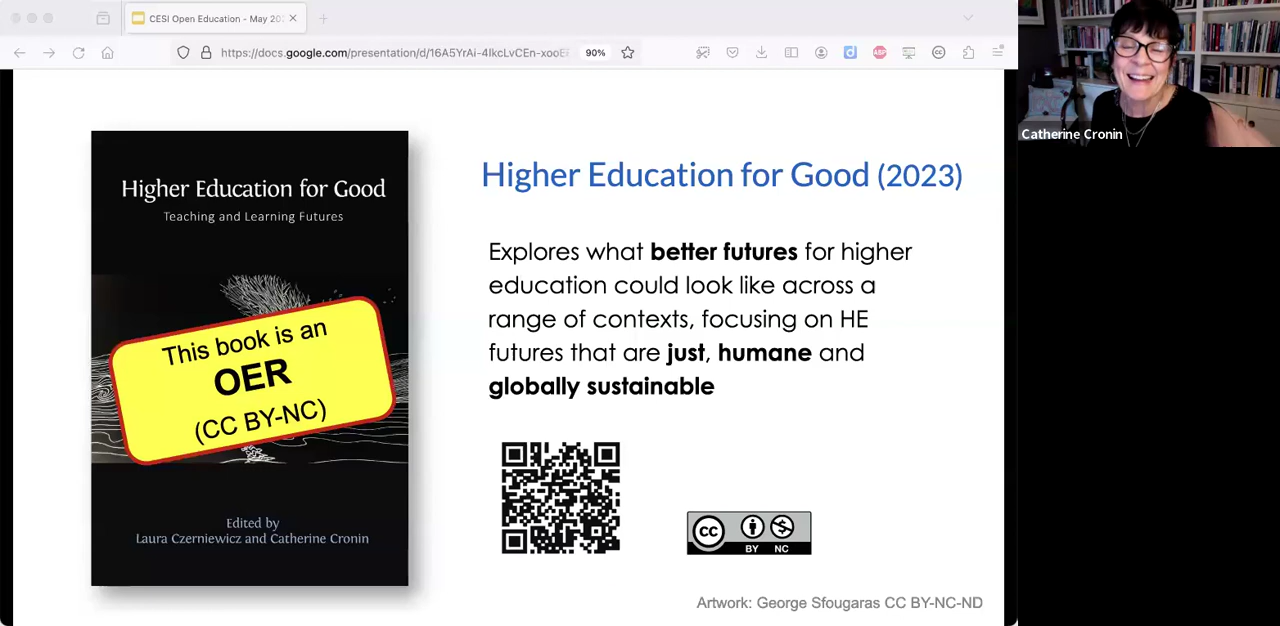 CESI Open Education - May 20
https://docs.google.com/presentation/d/16A5YrAi-4IkcLvCEn-xooE
90%
ABP
cc
Catherine Cronin
Higher Education for Good
Teaching and Learning Futures
This book is an
OER
(CC BY-NC)
Edited by
Laura Czerniewicz and Catherine Cronin
Higher Education for Good (2023)
Explores what better futures for higher
education could look like across a
range of contexts, focusing on HE
futures that are just, humane and
globally sustainable
cc
BY NC
Artwork: George Sfougaras CC BY-NC-ND